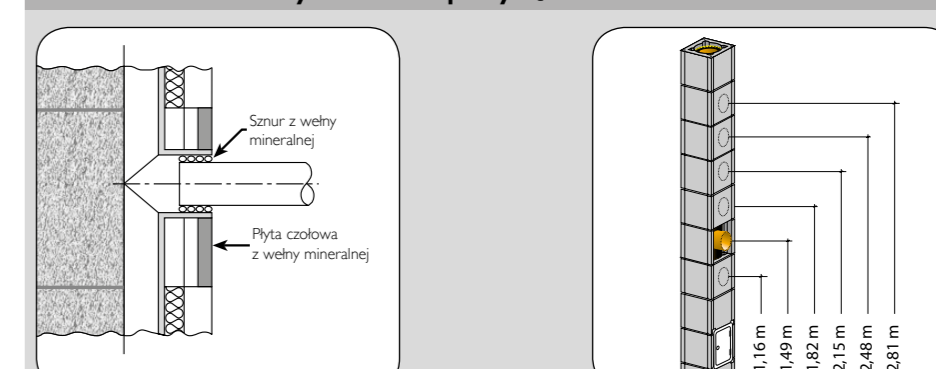 Sznur z wełny
mineralnej
Płyta czołowa
z wełny mineralnej
1,16 m
1,49 m
1,82 m
2,15 m
2,48 m
2,81 m